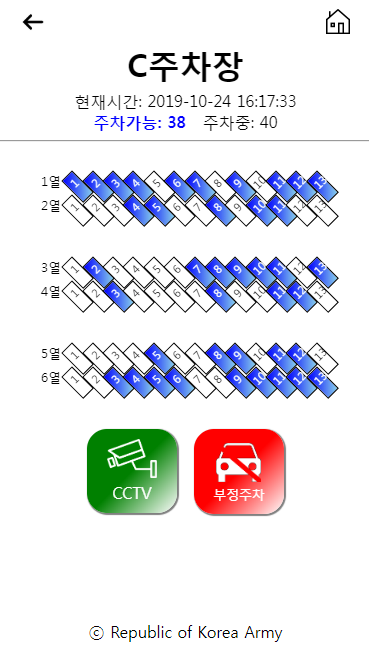 C주차장
현재시간: 2019-10-24 16:17:33
주차가능: 38 주차중: 40
1열 1 2 3 4 5 6 7 8 9 10 11 12 13
2열 1 2 3 4 5 6 7 8 9 10 11 12 13
3열 1 2 3 4 5 6 7 8 9 10 11 12 13
4열 1 2 3 4 5 6 7 8 9 10 11 12 13
5열 1 2 3 4 5 6 7 8 9 10 11 12 13
6열 1 2 3 4 5 6 7 8 9 10 11 12 13
CCTV 부정주차
ⓒ Republic of Korea Army